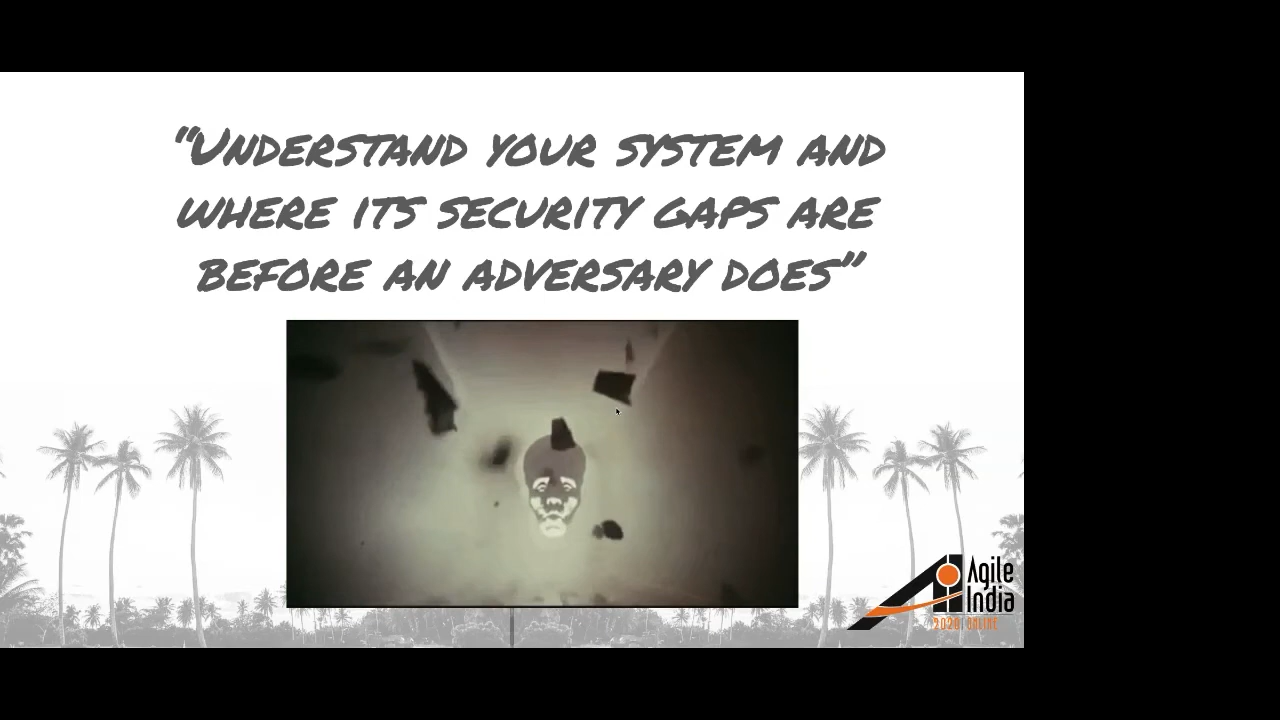 “UNDERSTAND YOUR SYSTEM AND
WHERE ITS SECURITY GAPS ARE
BEFORE AN ADVERSARY DOES”
Agile
India
2020 ONLINE